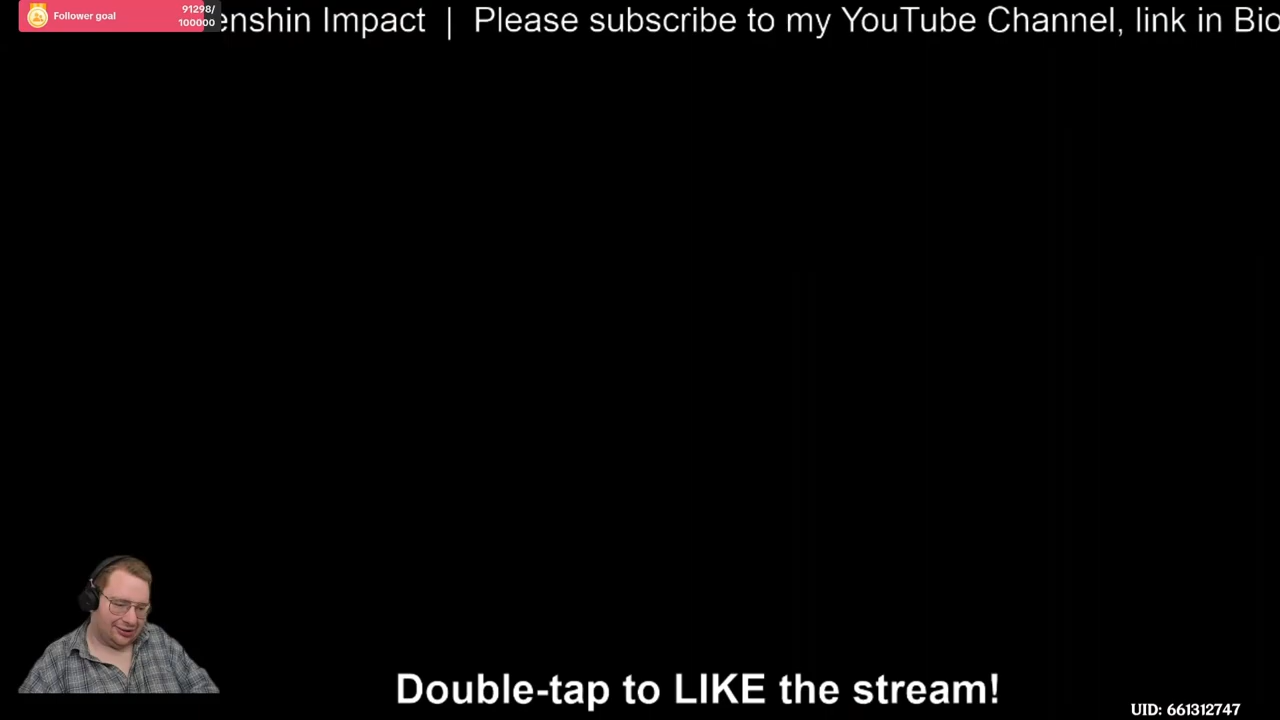 Follower goal
91298/
100000
enshin Impact | Please subscribe to my YouTube Channel, link in Bio
Double-tap to LIKE the stream!
UID: 661312747